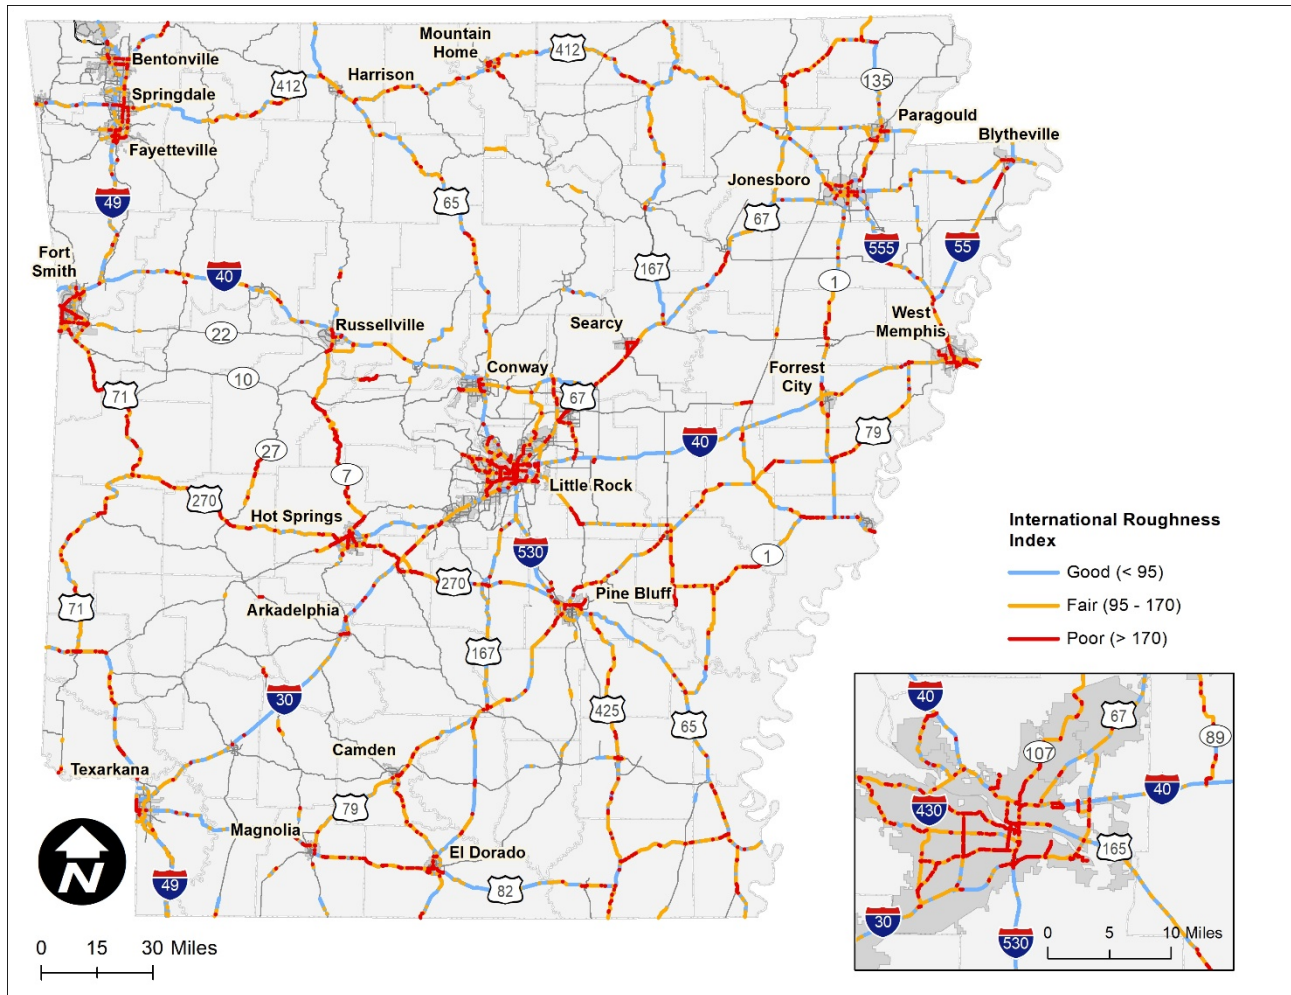 Mountain
Home
412
Bentonville
Harrison
412
135
Springdale
Paragould
Blytheville
Fayetteville
Jonesboro
49
65
67
555
55
Fort
Smith
40
167
1
22
Russellville
Searcy
West
Memphis
10
Conway
Forrest
City
71
67
79
27
40
7
Little Rock
270
Hot Springs
530
1
270
Pine Bluff
71
Arkadelphia
167
30
425
65
Camden
Texarkana
79
Magnolia
El Dorado
49
82
N
0 15 30 Miles
International Roughness
Index
Good (< 95)
Fair (95 - 170)
Poor (> 170)
40
67
107
89
40
430
165
30
530
0 5 10 Miles